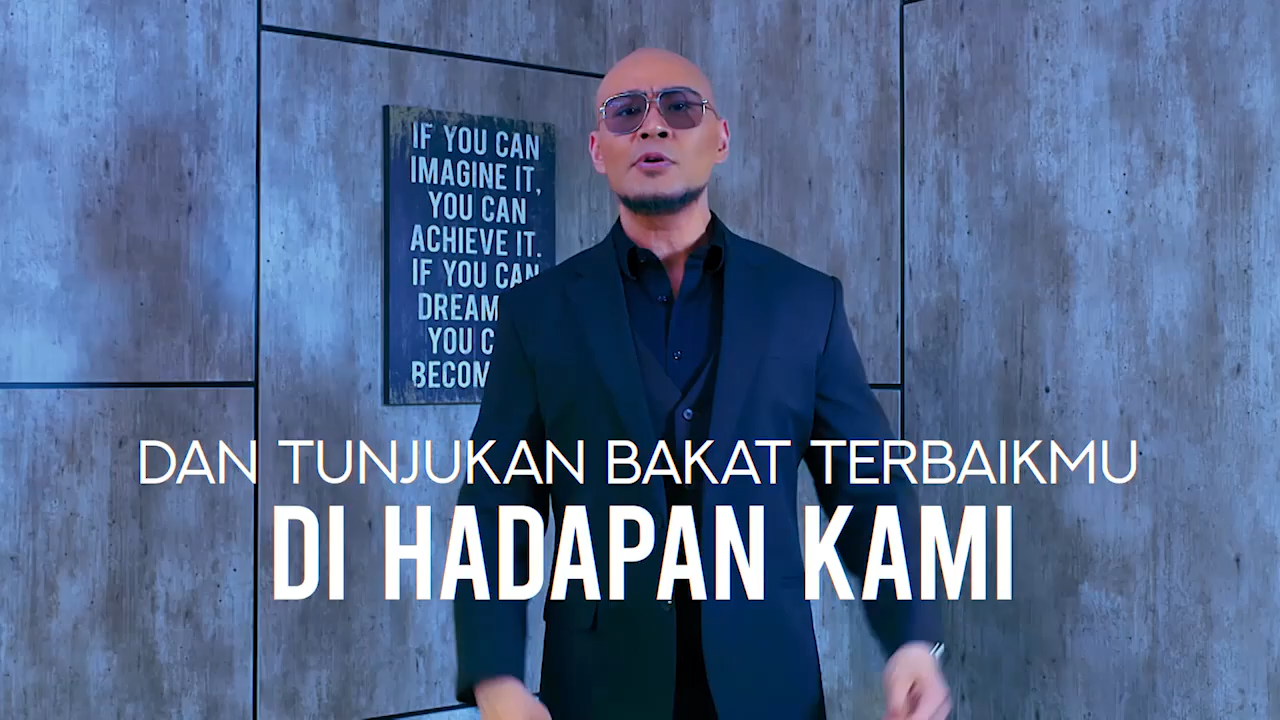 IF YOU CAN
IMAGINE IT,
YOU CAN
ACHIEVE IT.
IF YOU CAN
DREAM
YOU
BECOM
DAN TUNJUKAN BAKAT TERBAIKMU
DI HADAPAN KAMI